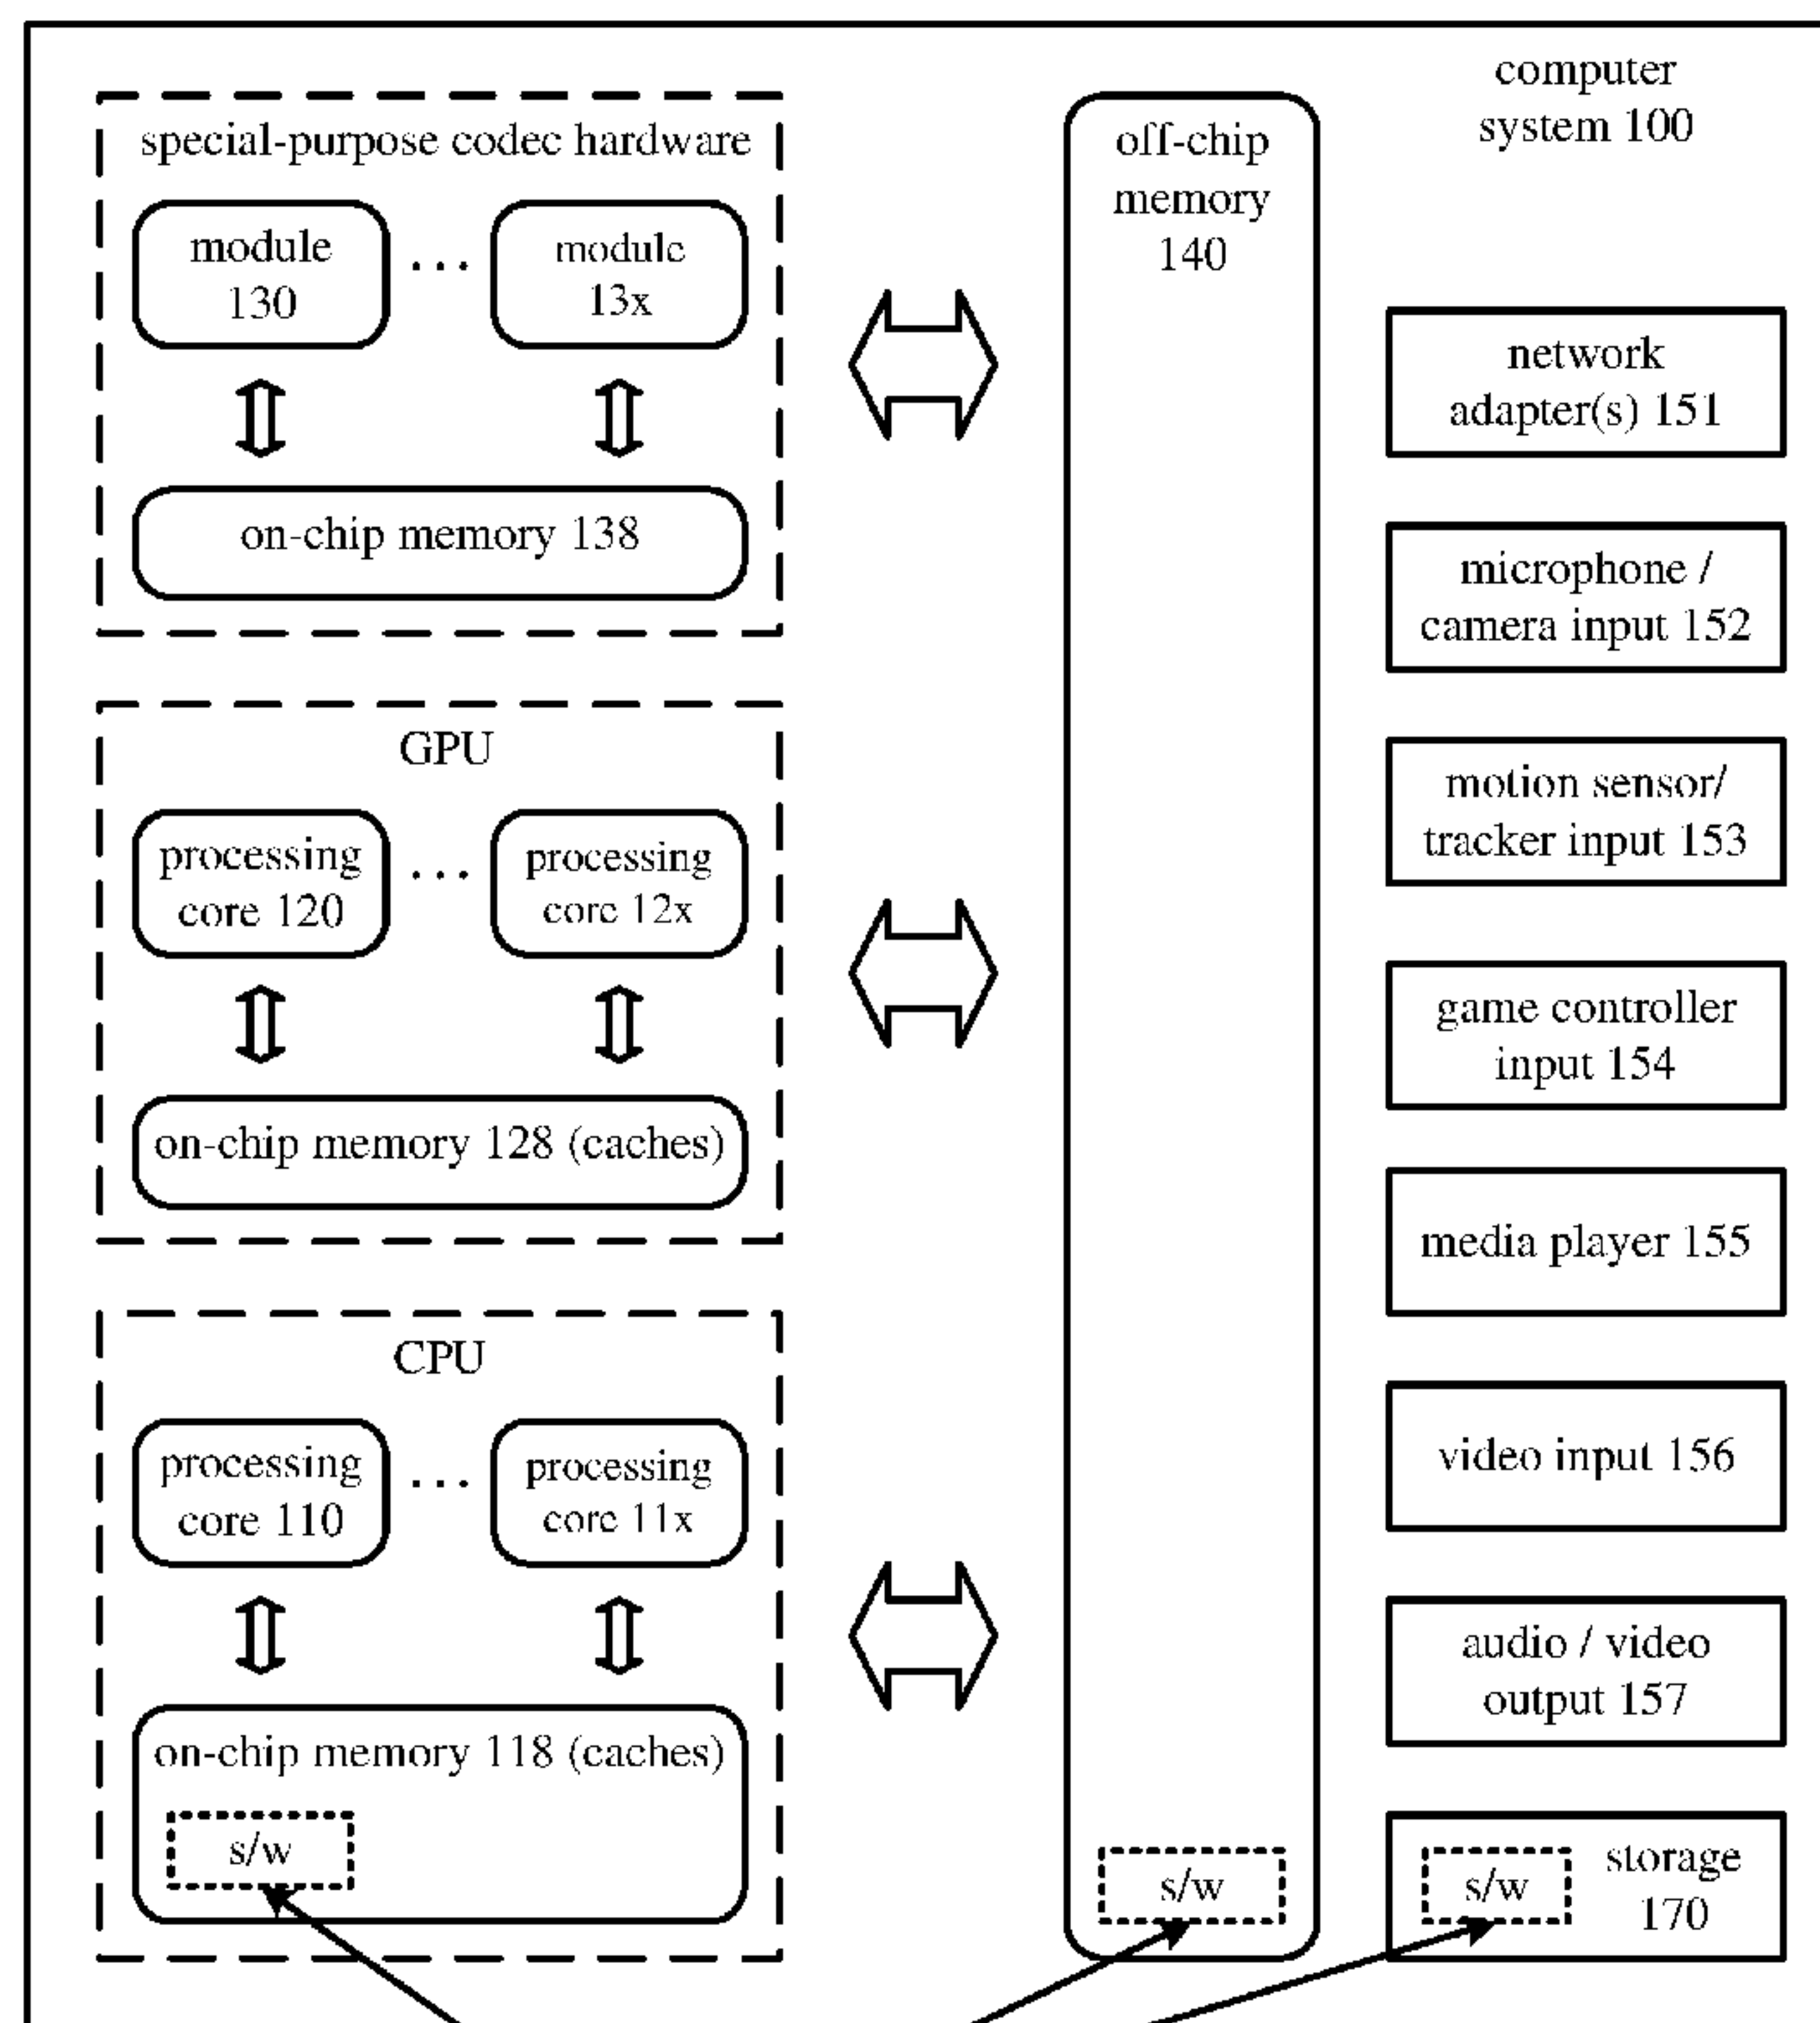 computer
system 100
special-purpose codec hardware
module
130
...
module
13x
on-chip memory 138
GPU
processing
core 120
...
processing
core 12x
on-chip memory 128 (caches)
CPU
processing
core 110
...
processing
core 11x
on-chip memory 118 (caches)
s/w
off-chip
memory
140
s/w
network
adapter(s) 151
microphone /
camera input 152
motion sensor/
tracker input 153
game controller
input 154
media player 155
video input 156
audio / video
output 157
s/w
storage
170